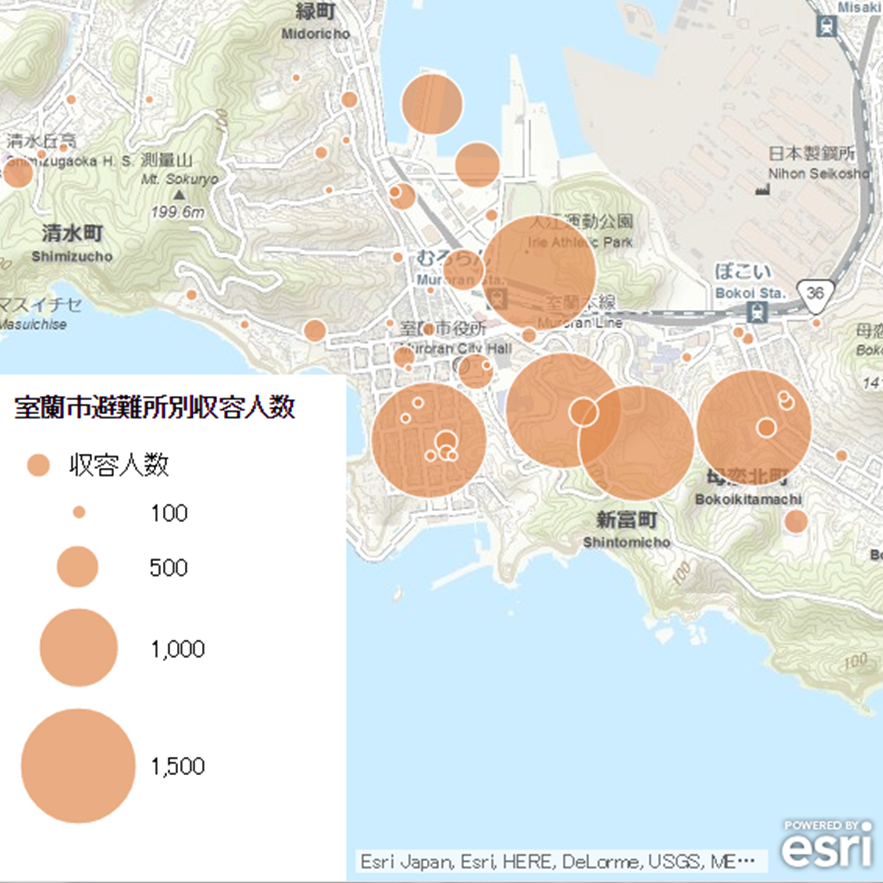 緑町
Midoricho
Misaki
清水丘高
Shimizugaoka H. S.
測量山
Mt. Sokuryo
199.6m
100
日本製鋼所
Nihon Seikosho
清水町
Shimizucho
入江運動公園
Irie Athletic Park
むろらん
Muroran Sta.
ぼこい
Bokoi Sta.
36
マスイチセ
Masuichise
室蘭本線
Muroran Line
室蘭市役所
Muroran City Hall
母恋
Bok
14
母恋北町
Bokoikitamachi
新富町
Shintomicho
100
100
室蘭市避難所別収容人数
収容人数
100
500
1,000
1,500
POWERED BY
esri
Esri Japan, Esri, HERE, DeLorme, USGS, ME…